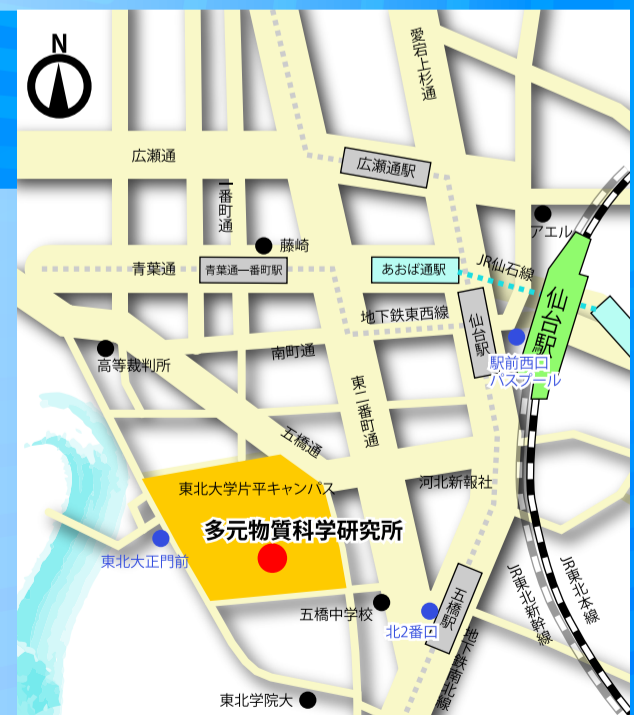 N
愛宕上杉通
広瀬通
広瀬通駅
一番町通
アエル
藤崎
青葉通
青葉通一番町駅
あおば通駅
JR仙石線
仙台駅
地下鉄東西線
仙台駅
駅前西口
バスプール
南町通
高等裁判所
東二番町通
五橋通
河北新報社
東北大学片平キャンパス
多元物質科学研究所
東北大正門前
JR東北新幹線
JR東北本線
五橋中学校
北2番口
五橋駅
地下鉄南北線
東北学院大